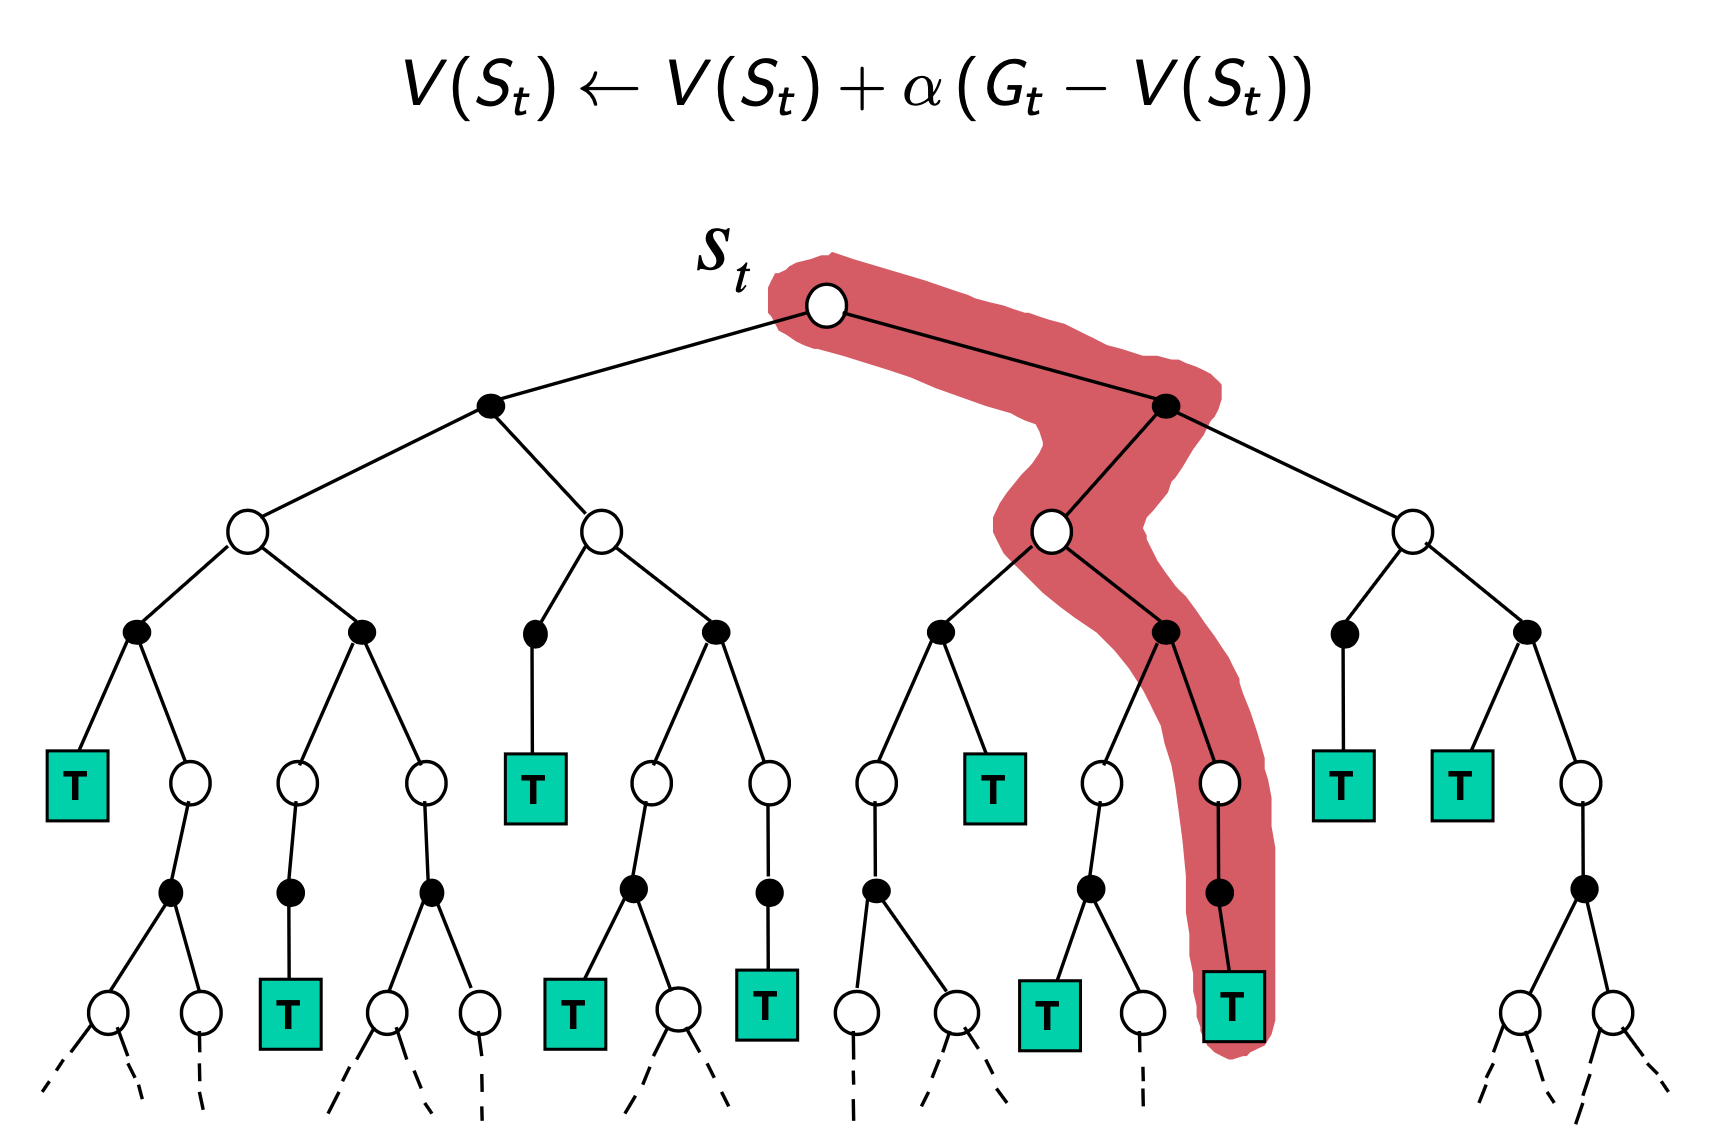 V(S_t) ← V(S_t) + α (G_t − V(S_t))
S_t
T T T T T
T T T T T
T